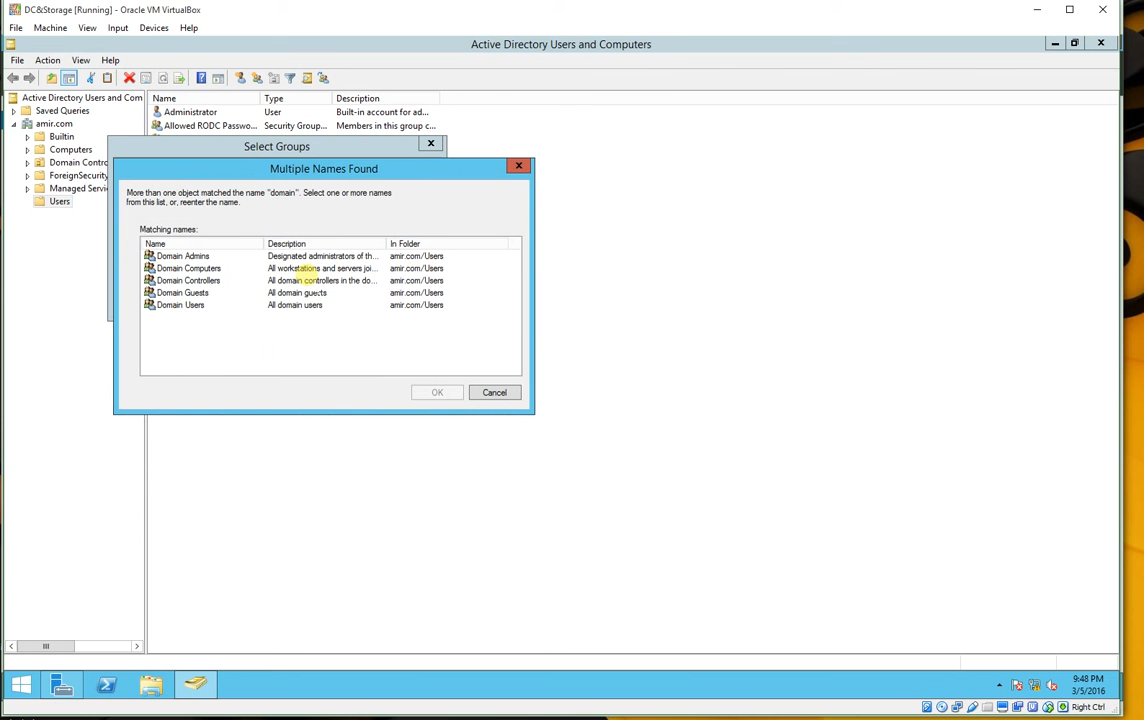 DC&Storage [Running] - Oracle VM VirtualBox
File Machine View Input Devices Help
Active Directory Users and Computers
File Action View Help
Active Directory Users and Com
Saved Queries
amir.com
Builtin
Computers
Domain Contro
ForeignSecurity
Managed Servi
Users
Name Type Description
Administrator User Built-in account for ad...
Allowed RODC Passwo... Security Group... Members in this group c...
Select Groups
Multiple Names Found
More than one object matched the name "domain". Select one or more names
from this list, or, reenter the name.
Matching names:
Name Description In Folder
Domain Admins Designated administrators of th... amir.com/Users
Domain Computers All workstations and servers joi... amir.com/Users
Domain Controllers All domain controllers in the do... amir.com/Users
Domain Guests All domain guests amir.com/Users
Domain Users All domain users amir.com/Users
OK Cancel
9:48 PM
3/5/2016
Right Ctrl